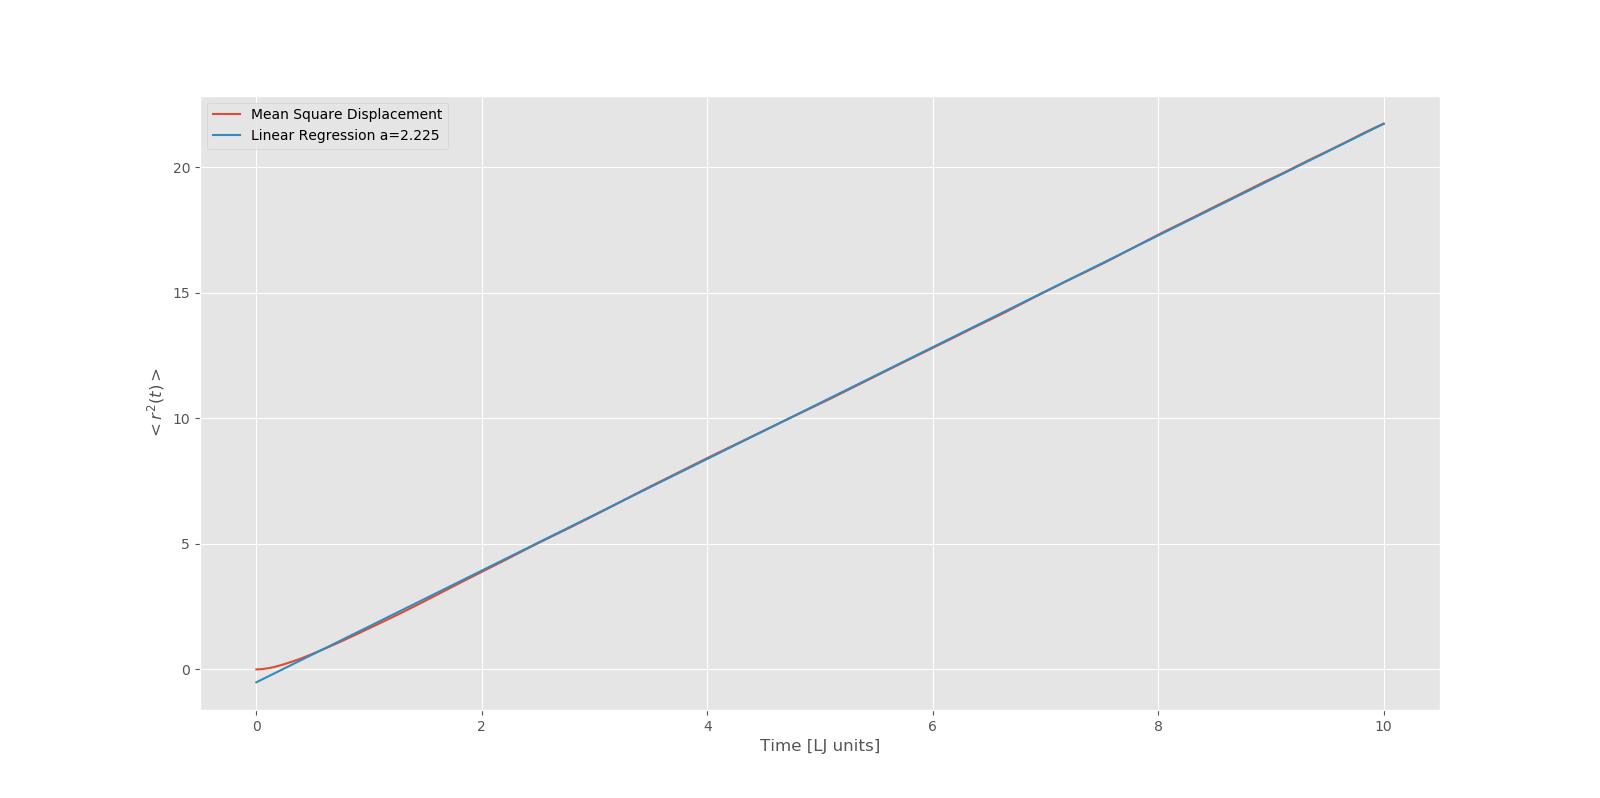 Mean Square Displacement
Linear Regression a=2.225
20
15
10
5
0
< r²(t) >
0 2 4 6 8 10
Time [LJ units]